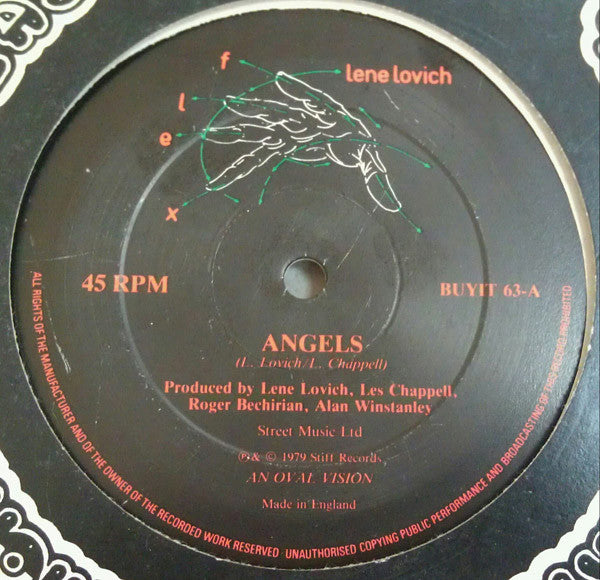 f
lene lovich
l
e
x
45 RPM
BUYIT 63-A
ANGELS
(L. Lovich/L. Chappell)
Produced by Lene Lovich, Les Chappell,
Roger Bechirian, Alan Winstanley
Street Music Ltd
℗ & © 1979 Stiff Records
AN OVAL VISION
Made in England
ALL RIGHTS OF THE MANUFACTURER AND OF THE OWNER OF THE RECORDED WORK RESERVED · UNAUTHORISED COPYING PUBLIC PERFORMANCE AND BROADCASTING OF THIS RECORD PROHIBITED